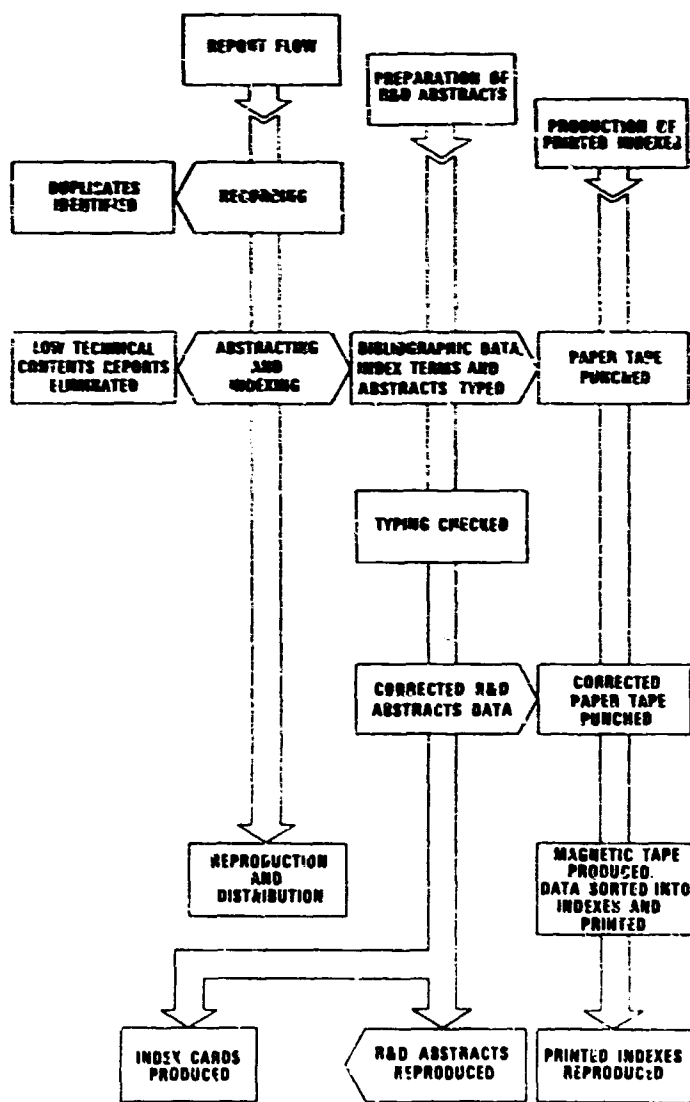 REPORT FLOW
PREPARATION OF
R&D ABSTRACTS
PRODUCTION OF
PRINTED INDEXES
DUPLICATES
IDENTIFIED
RECORDING
LOW TECHNICAL
CONTENTS REPORTS
ELIMINATED
ABSTRACTING
AND
INDEXING
BIBLIOGRAPHIC DATA,
INDEX TERMS AND
ABSTRACTS TYPED
PAPER TAPE
PUNCHED
TYPING CHECKED
CORRECTED R&D
ABSTRACTS DATA
CORRECTED
PAPER TAPE
PUNCHED
REPRODUCTION
AND
DISTRIBUTION
MAGNETIC TAPE
PRODUCED.
DATA SORTED INTO
INDEXES AND
PRINTED
INDEX CARDS
PRODUCED
R&D ABSTRACTS
REPRODUCED
PRINTED INDEXES
REPRODUCED